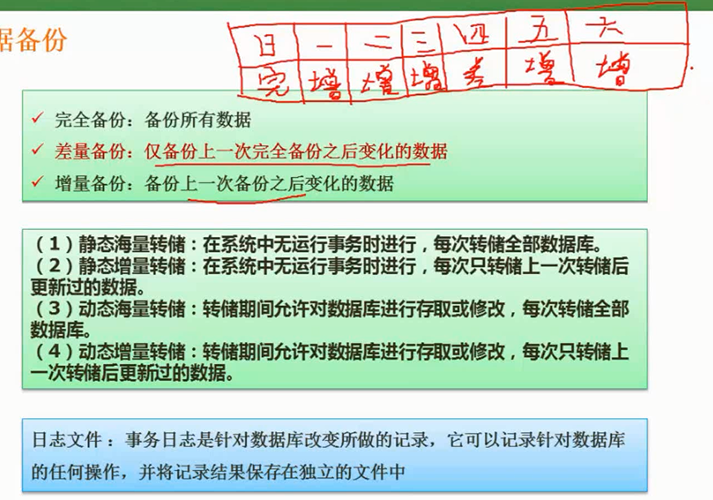 据备份
日 一 二 三 四 五 六
完 增 增 增 差 增 增
✓ 完全备份：备份所有数据
✓ 差量备份：仅备份上一次完全备份之后变化的数据
✓ 增量备份：备份上一次备份之后变化的数据
（1）静态海量转储：在系统中无运行事务时进行，每次转储全部数据库。
（2）静态增量转储：在系统中无运行事务时进行，每次只转储上一次转储后
更新过的数据。
（3）动态海量转储：转储期间允许对数据库进行存取或修改，每次转储全部
数据库。
（4）动态增量转储：转储期间允许对数据库进行存取或修改，每次只转储上
一次转储后更新过的数据。
日志文件：事务日志是针对数据库改变所做的记录，它可以记录针对数据库
的任何操作，并将记录结果保存在独立的文件中